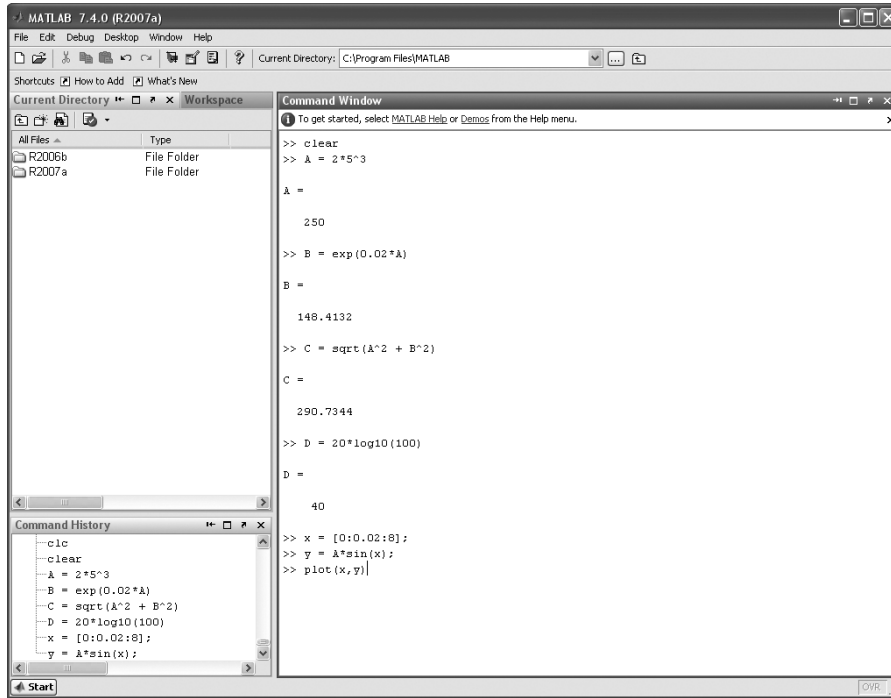 MATLAB 7.4.0 (R2007a)
File Edit Debug Desktop Window Help
Current Directory: C:\Program Files\MATLAB
Shortcuts How to Add What's New
Current Directory Workspace
All Files Type
R2006b File Folder
R2007a File Folder
Command History
clc
clear
A = 2*5^3
B = exp(0.02*A)
C = sqrt(A^2 + B^2)
D = 20*log10(100)
x = [0:0.02:8];
y = A*sin(x);
Command Window
To get started, select MATLAB Help or Demos from the Help menu.
>> clear
>> A = 2*5^3
A =
250
>> B = exp(0.02*A)
B =
148.4132
>> C = sqrt(A^2 + B^2)
C =
290.7344
>> D = 20*log10(100)
D =
40
>> x = [0:0.02:8];
>> y = A*sin(x);
>> plot(x,y)
Start
OVR